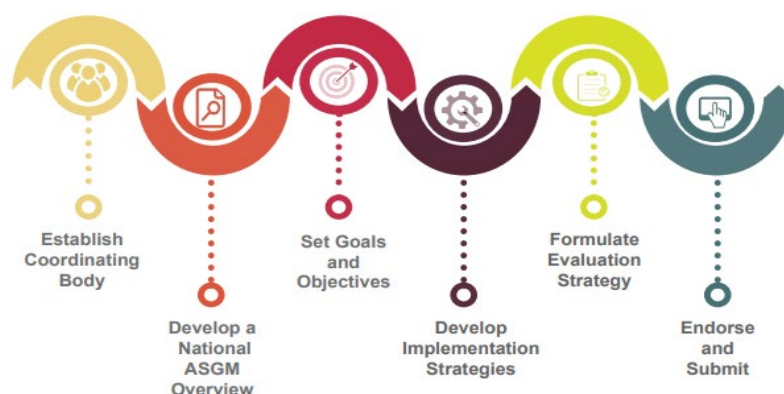 Establish
Coordinating
Body
Develop a
National
ASGM
Overview
Set Goals
and
Objectives
Develop
Implementation
Strategies
Formulate
Evaluation
Strategy
Endorse
and
Submit